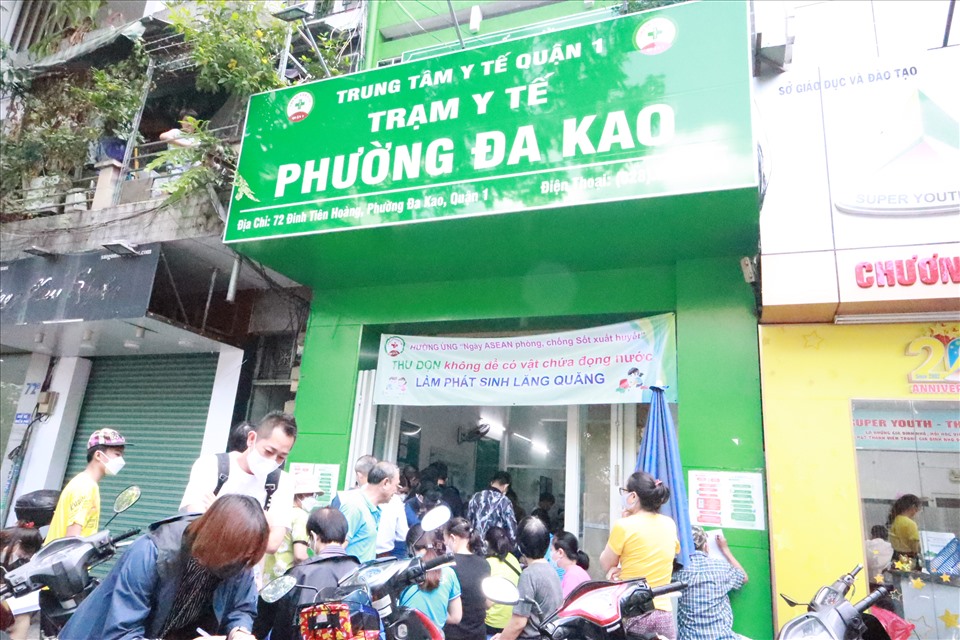 TRUNG TÂM Y TẾ QUẬN 1
TRẠM Y TẾ
PHƯỜNG ĐA KAO
Địa Chỉ: 72 Đinh Tiên Hoàng, Phường Đa Kao, Quận 1
Điện Thoại:
HƯỞNG ỨNG "Ngày ASEAN phòng, chống Sốt xuất huyết"
THU DỌN không để có vật chứa đọng nước
LÀM PHÁT SINH LĂNG QUĂNG
SỞ GIÁO DỤC VÀ ĐÀO TẠO
SUPER YOUTH
CHƯƠN
ANNIVER
SUPER YOUTH - TH
72